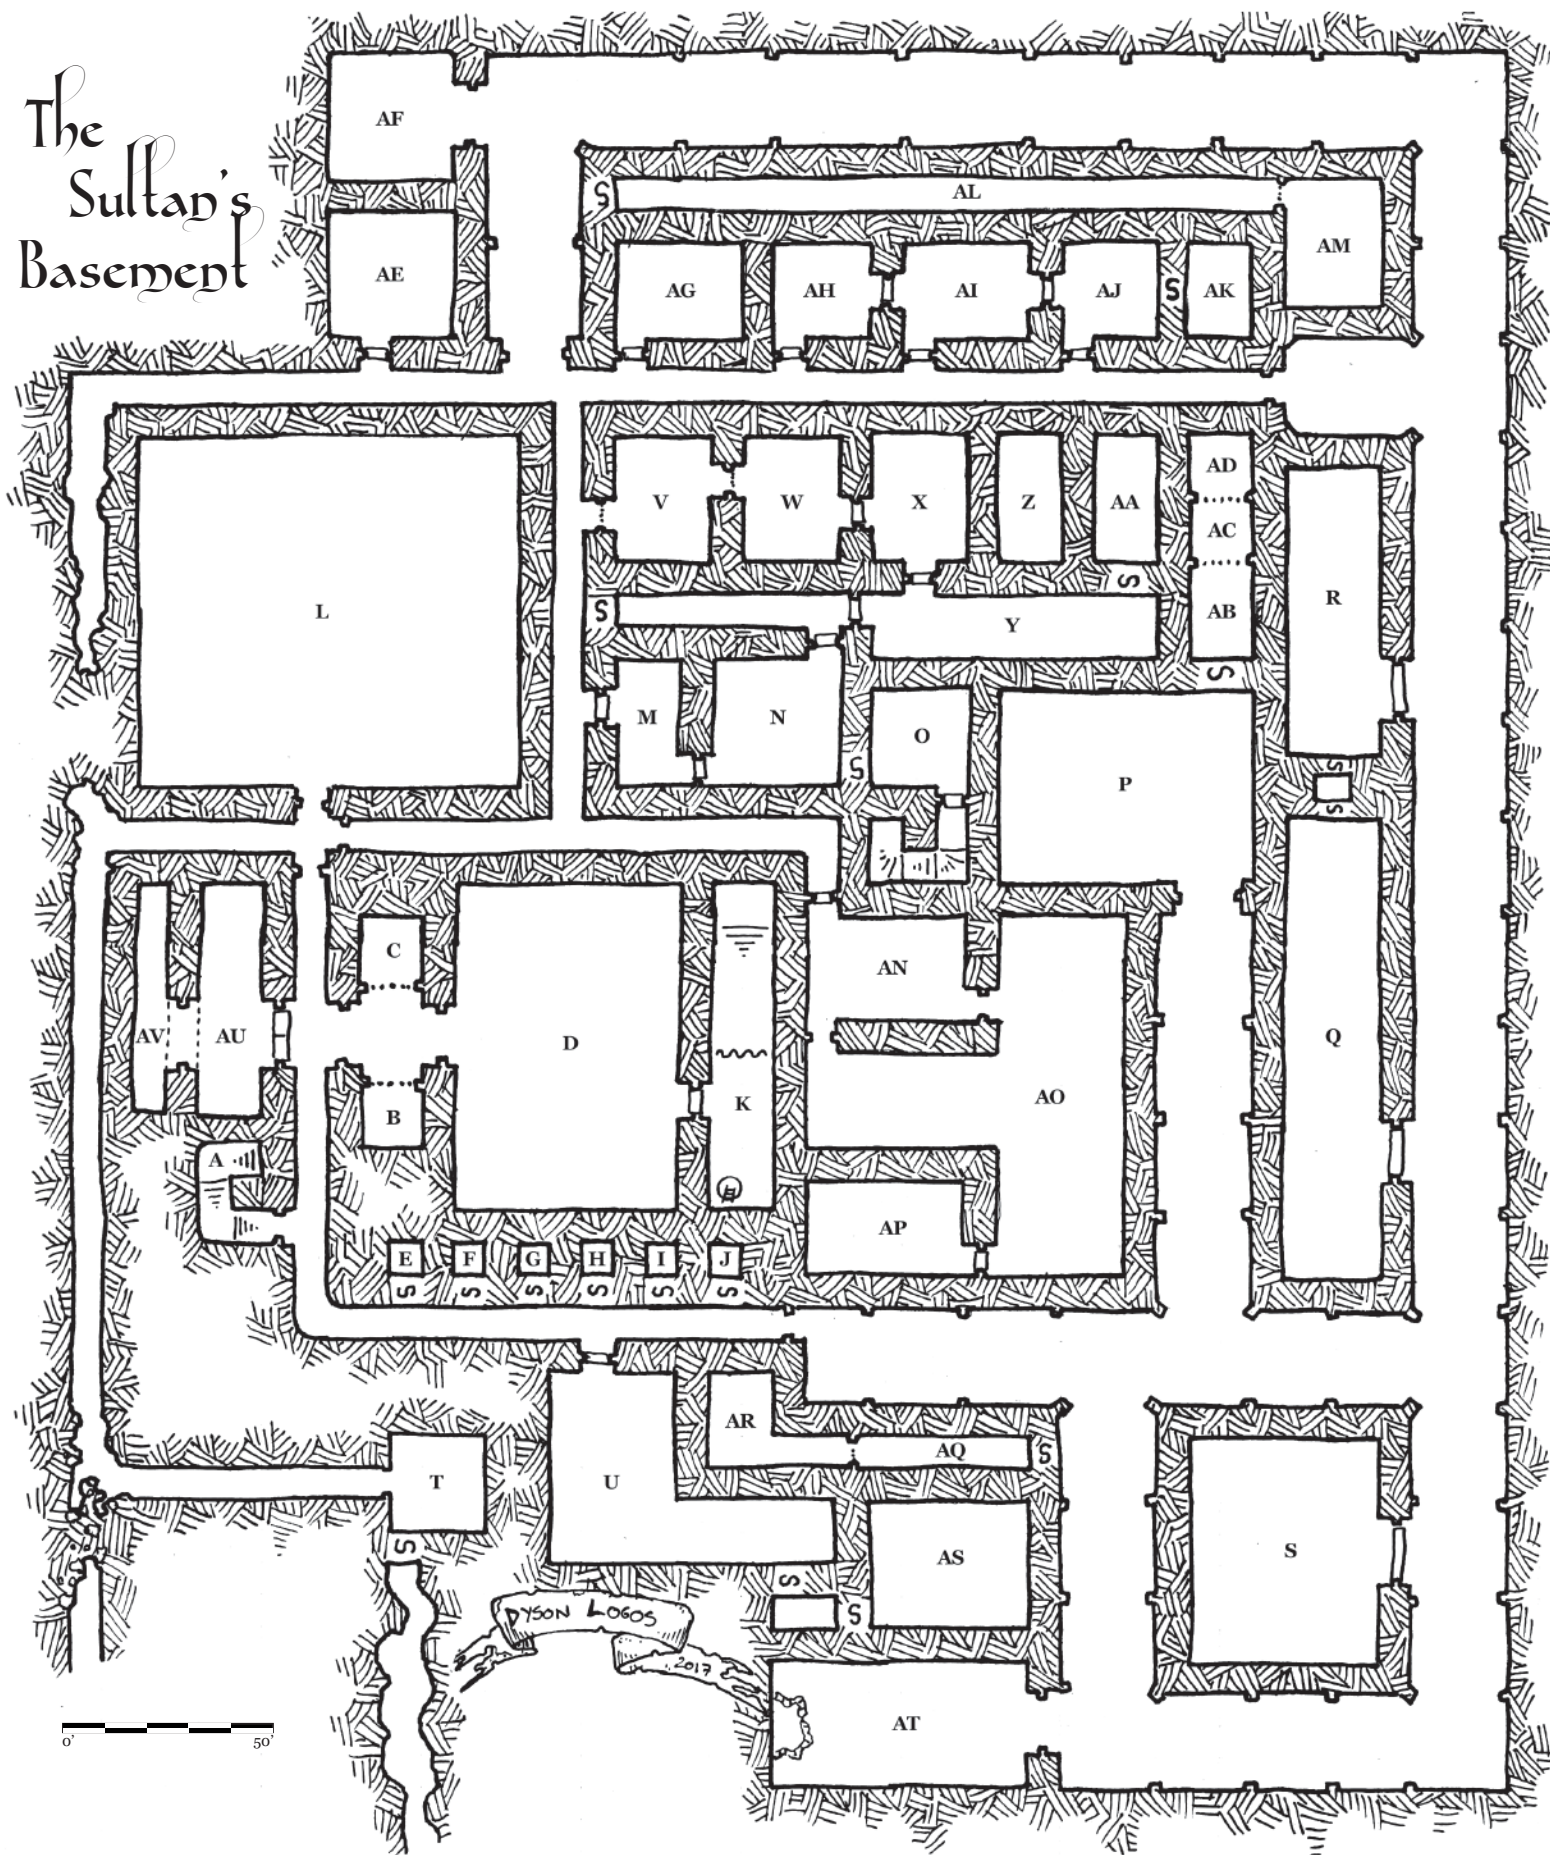 The
Sultan's
Basement
AF
AL
AE
AM
S
AG
AH
AI
AJ
S
AK
AD
V
W
X
Z
AA
AC
S
S
L
Y
AB
R
S
M
N
O
S
P
S
S
C
AN
AV
AU
D
Q
B
K
AO
A
AP
E
F
G
H
I
J
S
S
S
S
S
S
AR
AQ
S
T
U
S
AS
S
S
DYSON LOGOS
S
2017
AT
0'
50'